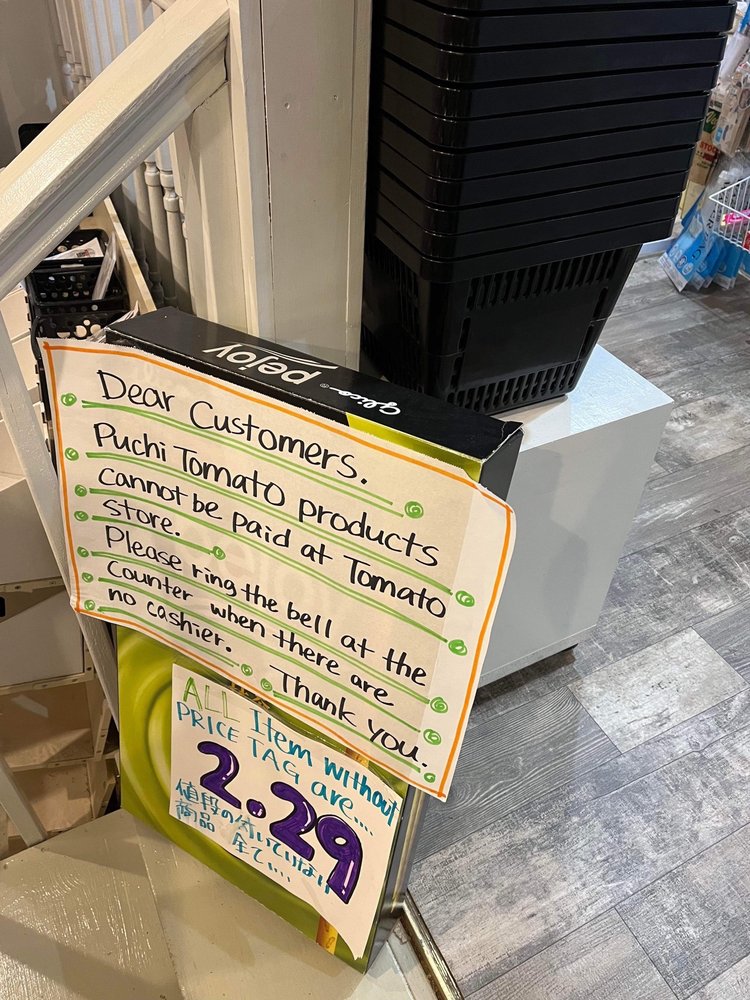 pejoy
Glico
Dear Customers.
Puchi Tomato products
cannot be paid at Tomato
store.
Please ring the bell at the
counter when there are
no cashier.
Thank you.
ALL Item without
PRICE TAG are....
2.29
値段の付いていない
商品 全て....